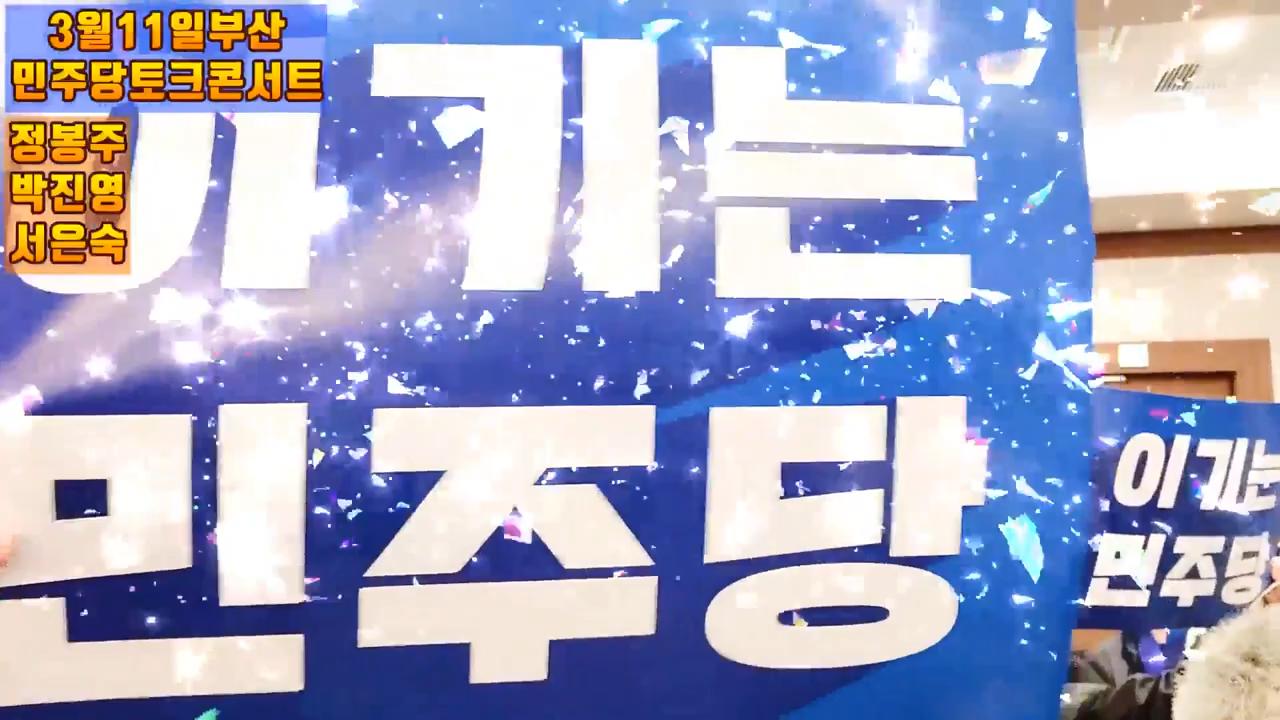 3월11일부산
민주당토크콘서트
정봉주
박진영
서은숙
이기는
민주당
이기는
민주당